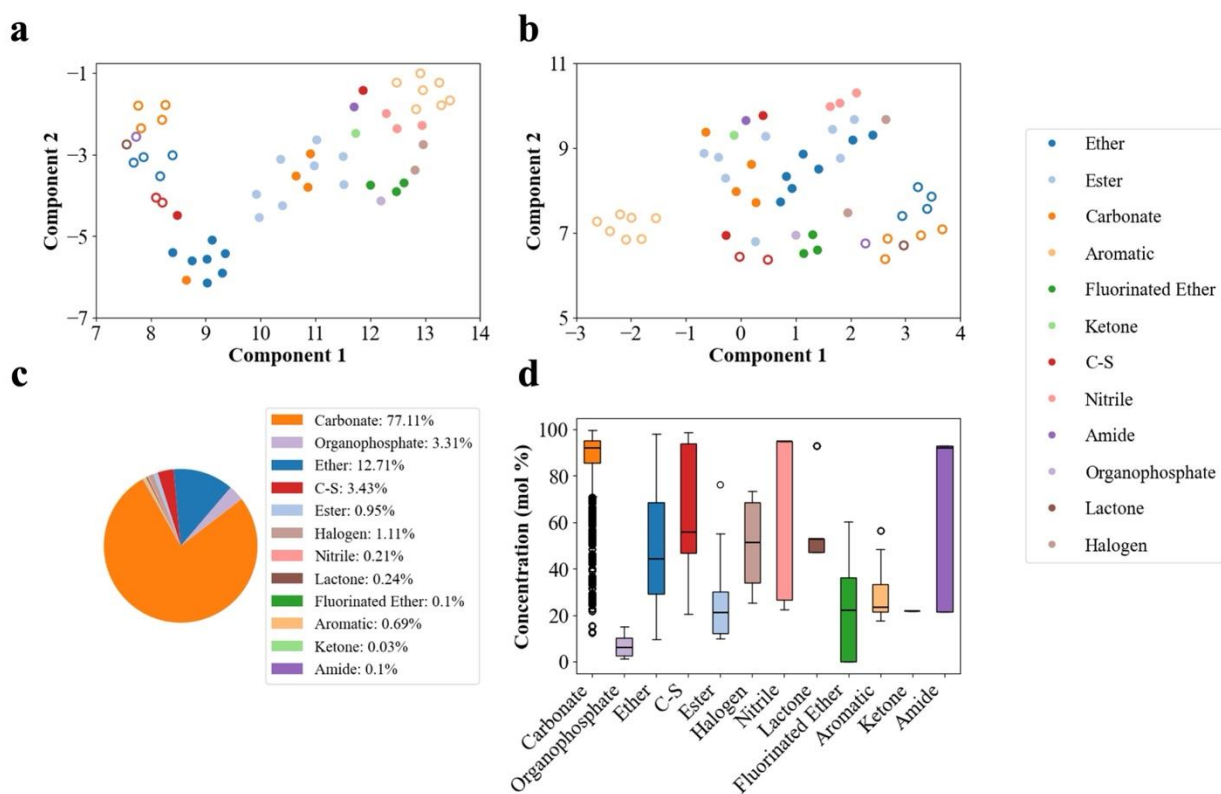 a
b
−1
−3
−5
−7
7
8
9
10
11
12
13
14
Component 1
Component 2
11
9
7
5
−3
−2
−1
0
1
2
3
4
Component 1
Component 2
Ether
Ester
Carbonate
Aromatic
Fluorinated Ether
Ketone
C-S
Nitrile
Amide
Organophosphate
Lactone
Halogen
c
Carbonate: 77.11%
Organophosphate: 3.31%
Ether: 12.71%
C-S: 3.43%
Ester: 0.95%
Halogen: 1.11%
Nitrile: 0.21%
Lactone: 0.24%
Fluorinated Ether: 0.1%
Aromatic: 0.69%
Ketone: 0.03%
Amide: 0.1%
d
Concentration (mol %)
100
80
60
40
20
0
Carbonate
Organophosphate
Ether
C-S
Ester
Halogen
Nitrile
Lactone
Fluorinated Ether
Aromatic
Ketone
Amide